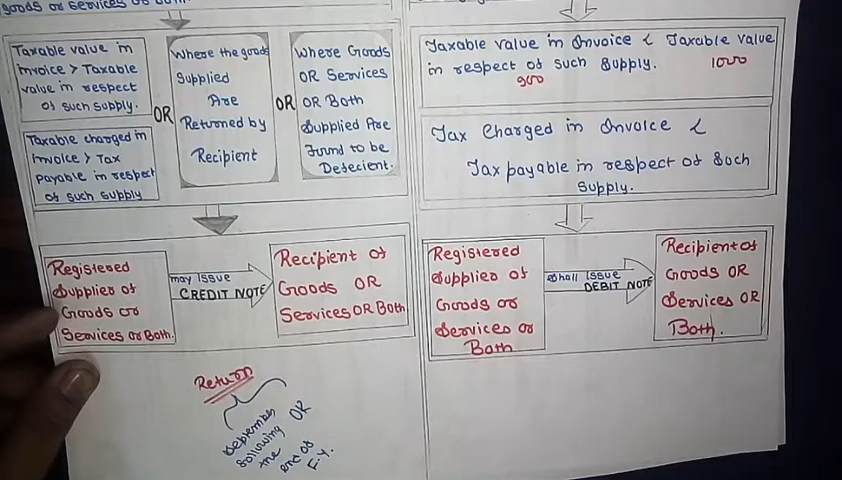 goods or services or both
Taxable value in
invoice > Taxable
value in respect
of such supply.
Taxable charged in
Invoice > Tax
payable in respect
of such supply
OR
Where the goods
Supplied
Are
Returned by
Recipient
OR
Where Goods
OR Services
OR Both
Supplied Are
Found to be
Defecient.
Registered
Supplies of
Goods or
Services or Both.
may Issue
CREDIT NOTE
Recipient of
Goods OR
Services OR Both
Return
September
following OR
the
end of
F.Y.
Taxable value in Invoice < Taxable value
in respect of such Supply.
900
1000
Tax Charged in Invoice <
Tax payable in respect of Such
Supply.
Registered
Supplies of
Goods or
Services or
Both
Shall Issue
DEBIT NOTE
Recipient of
Goods OR
Services OR
Both.